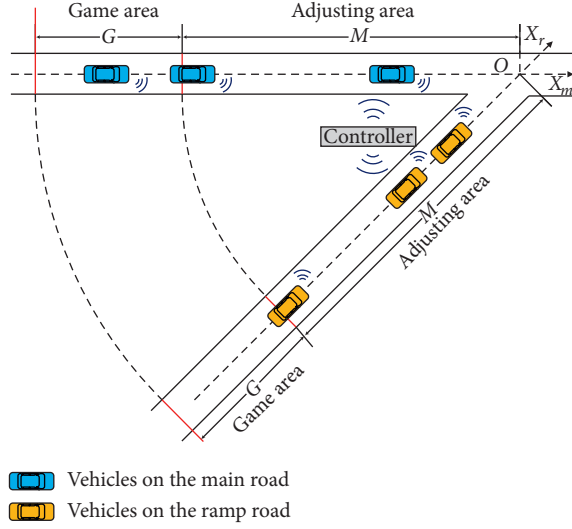 Game area
Adjusting area
G
M
X_r
O
X_m
Controller
M
Adjusting area
G
Game area
Vehicles on the main road
Vehicles on the ramp road